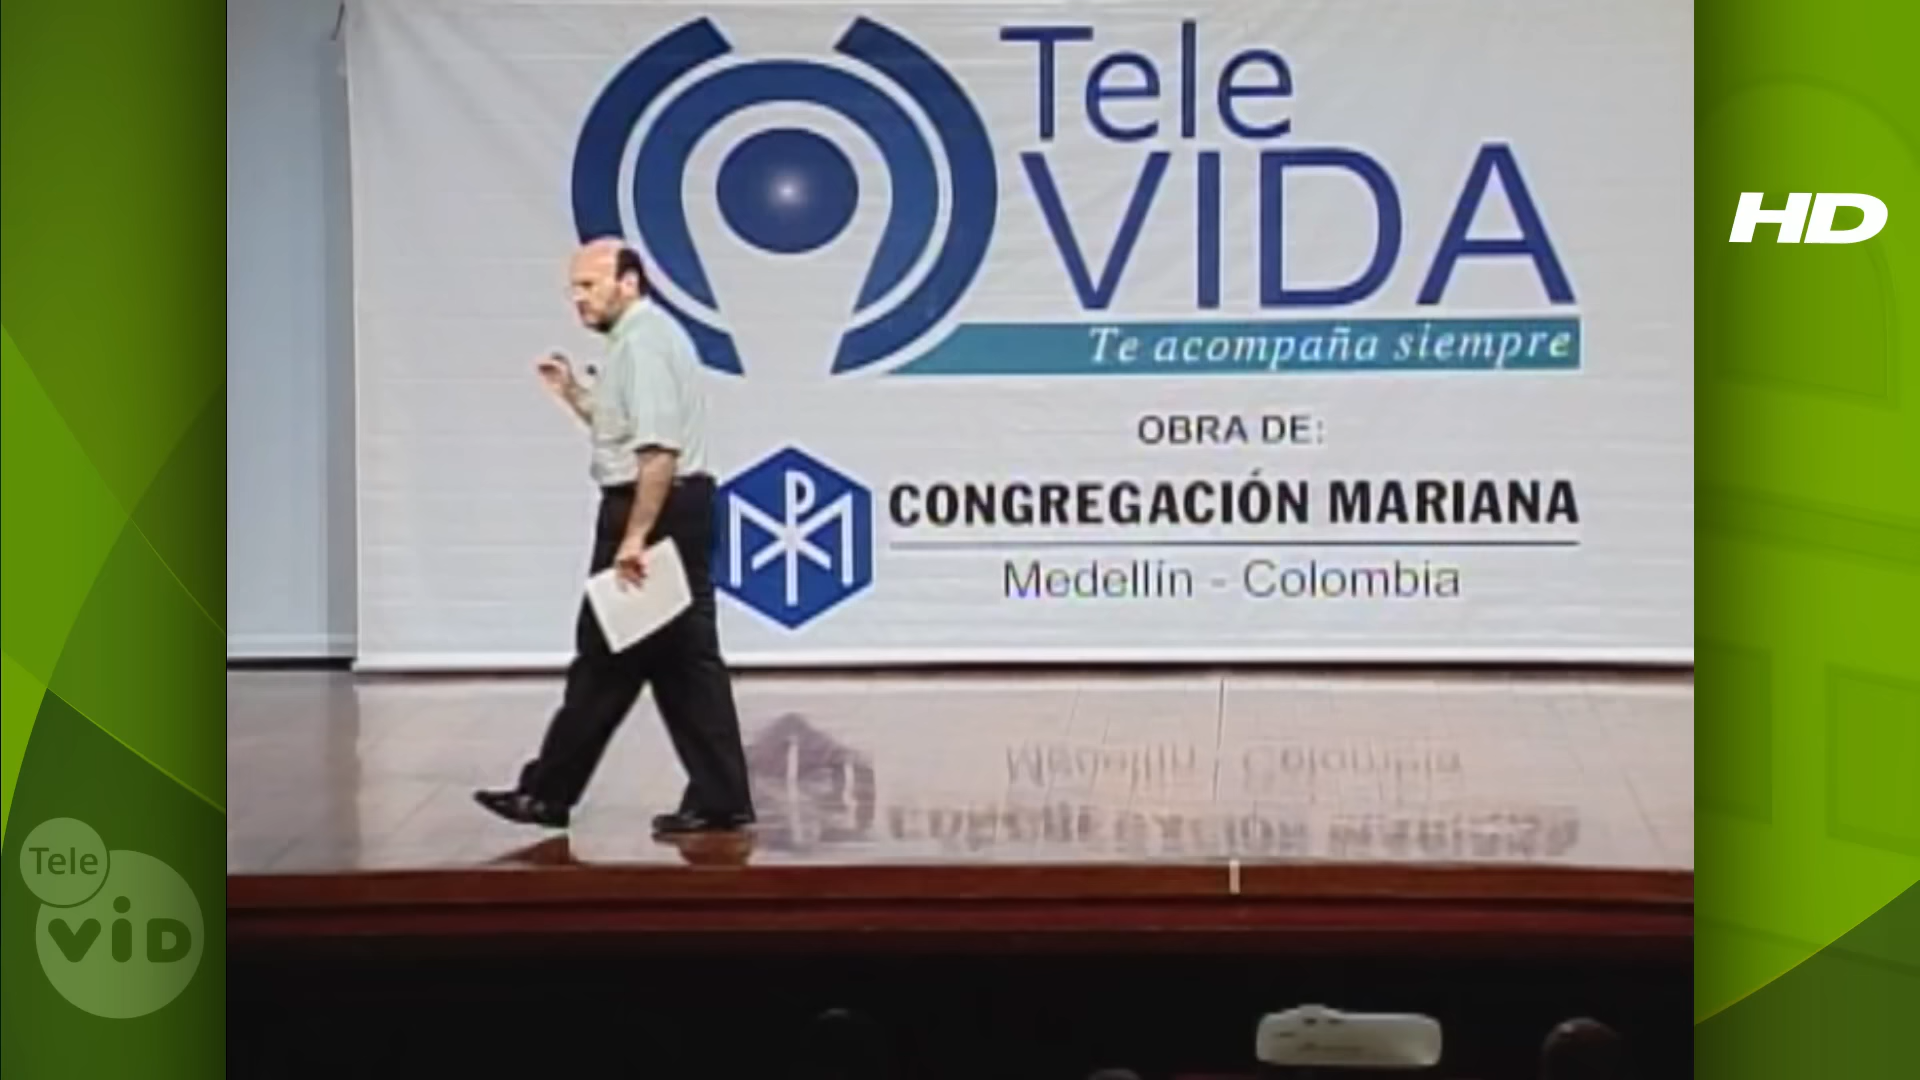 Tele
VIDA
Te acompaña siempre
OBRA DE:
CONGREGACIÓN MARIANA
Medellín - Colombia
HD
Tele
ViD